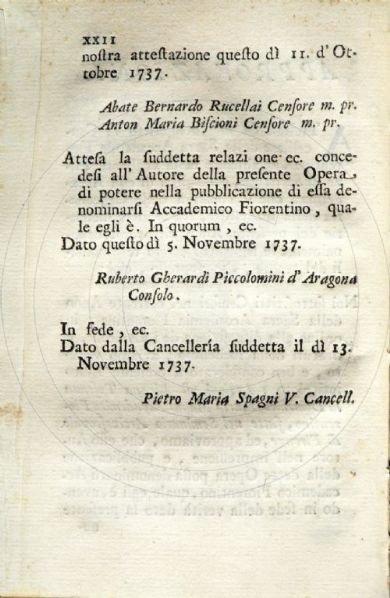 XXII
nostra attestazione questo dì 11. d'Ot-
tobre 1737.
Abate Bernardo Rucellai Censore m. pr.
Anton Maria Biscioni Censore m. pr.
Attesa la suddetta relazi one ec. conce-
desi all'Autore della presente Opera,
di potere nella pubblicazione di essa de-
nominarsi Accademico Fiorentino, qua-
le egli è. In quorum, ec.
Dato questo dì 5. Novembre 1737.
Ruberto Gherardi Piccolomini d'Aragona
Consolo.
In fede, ec.
Dato dalla Cancellería suddetta il dì 13.
Novembre 1737.
Pietro Maria Spagni V. Cancell.